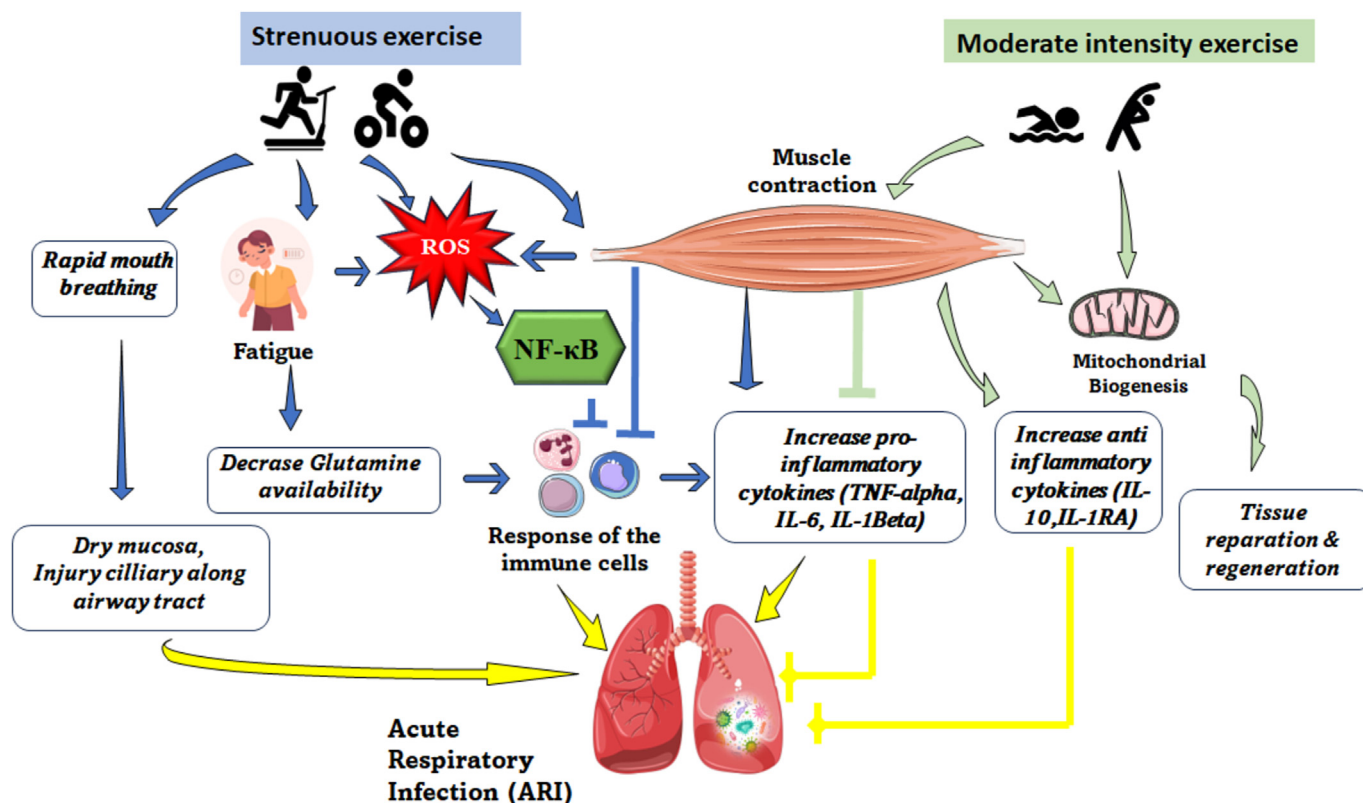 Strenuous exercise
Moderate intensity exercise
Muscle
contraction
Rapid mouth
breathing
ROS
Fatigue
NF-κB
Mitochondrial
Biogenesis
Decrase Glutamine
availability
Response of the
immune cells
Increase pro-
inflammatory
cytokines (TNF-alpha,
IL-6, IL-1Beta)
Increase anti
inflammatory
cytokines (IL-
10,IL-1RA)
Tissue
reparation &
regeneration
Dry mucosa,
Injury cilliary along
airway tract
Acute
Respiratory
Infection (ARI)